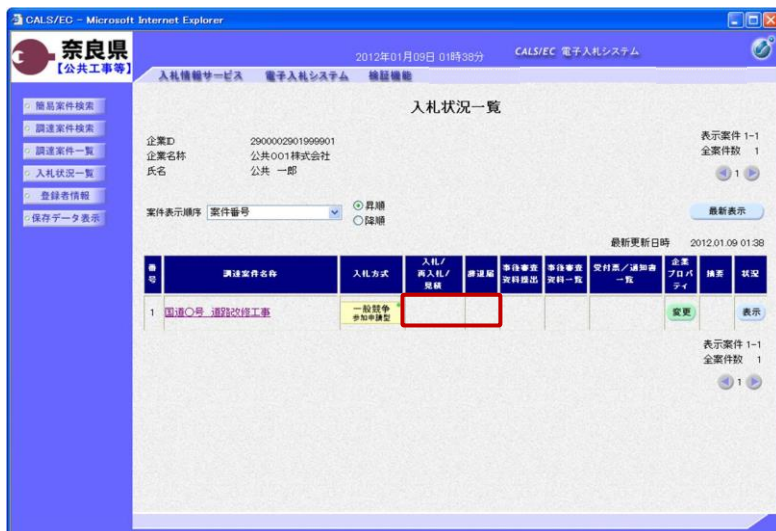 CALS/EC - Microsoft Internet Explorer
奈良県
【公共工事等】
2012年01月09日 01時38分
CALS/EC 電子入札システム
入札情報サービス 電子入札システム 検証機能
簡易案件検索
調達案件検索
調達案件一覧
入札状況一覧
登録者情報
保存データ表示
入札状況一覧
企業ID 2900002901999901
企業名称 公共001株式会社
氏名 公共 一郎
表示案件 1-1
全案件数 1
1
案件表示順序 案件番号
昇順
降順
最新表示
最新更新日時 2012.01.09 01:38
番号 調達案件名称 入札方式 入札/再入札/見積 辞退届 事後審査資料提出 事後審査資料一覧 受付票/通知書一覧 企業プロパティ 摘要 状況
1 国道〇号 道路改修工事 一般競争 参加申請型 変更 表示
表示案件 1-1
全案件数 1
1